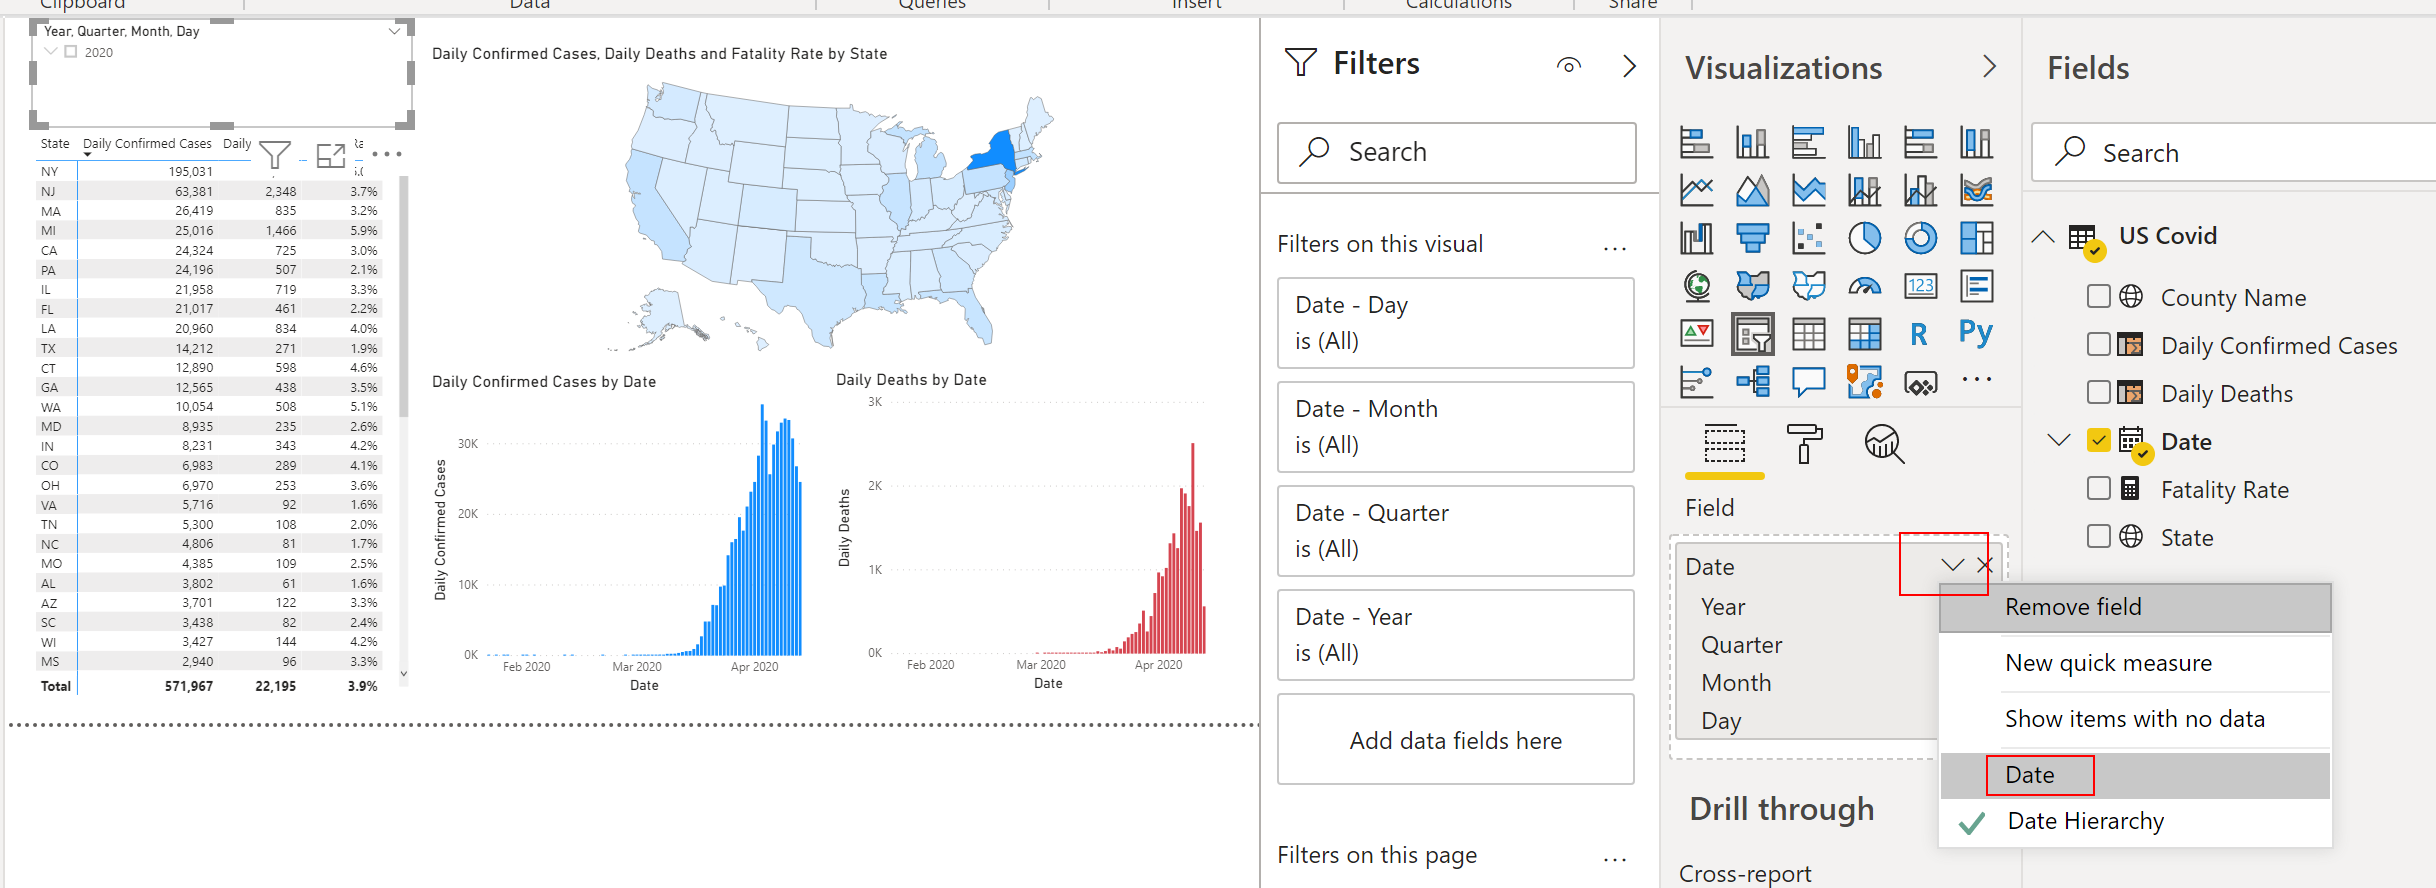 Clipboard Data Queries Insert Calculations Share
Year, Quarter, Month, Day
2020
State Daily Confirmed Cases Daily
NY 195,031
NJ 63,381 2,348 3.7%
MA 26,419 835 3.2%
MI 25,016 1,466 5.9%
CA 24,324 725 3.0%
PA 24,196 507 2.1%
IL 21,958 719 3.3%
FL 21,017 461 2.2%
LA 20,960 834 4.0%
TX 14,212 271 1.9%
CT 12,890 598 4.6%
GA 12,565 438 3.5%
WA 10,054 508 5.1%
MD 8,935 235 2.6%
IN 8,231 343 4.2%
CO 6,983 289 4.1%
OH 6,970 253 3.6%
VA 5,716 92 1.6%
TN 5,300 108 2.0%
NC 4,806 81 1.7%
MO 4,385 109 2.5%
AL 3,802 61 1.6%
AZ 3,701 122 3.3%
SC 3,438 82 2.4%
WI 3,427 144 4.2%
MS 2,940 96 3.3%
Total 571,967 22,195 3.9%
Daily Confirmed Cases, Daily Deaths and Fatality Rate by State
Daily Confirmed Cases by Date
Daily Confirmed Cases
30K
20K
10K
0K
Feb 2020 Mar 2020 Apr 2020
Date
Daily Deaths by Date
Daily Deaths
3K
2K
1K
0K
Feb 2020 Mar 2020 Apr 2020
Date
Filters
Search
Filters on this visual ...
Date - Day
is (All)
Date - Month
is (All)
Date - Quarter
is (All)
Date - Year
is (All)
Add data fields here
Filters on this page ...
Visualizations
123
R Py
...
Field
Date
Year
Quarter
Month
Day
Drill through
Cross-report
Remove field
New quick measure
Show items with no data
Date
Date Hierarchy
Fields
Search
US Covid
County Name
Daily Confirmed Cases
Daily Deaths
Date
Fatality Rate
State